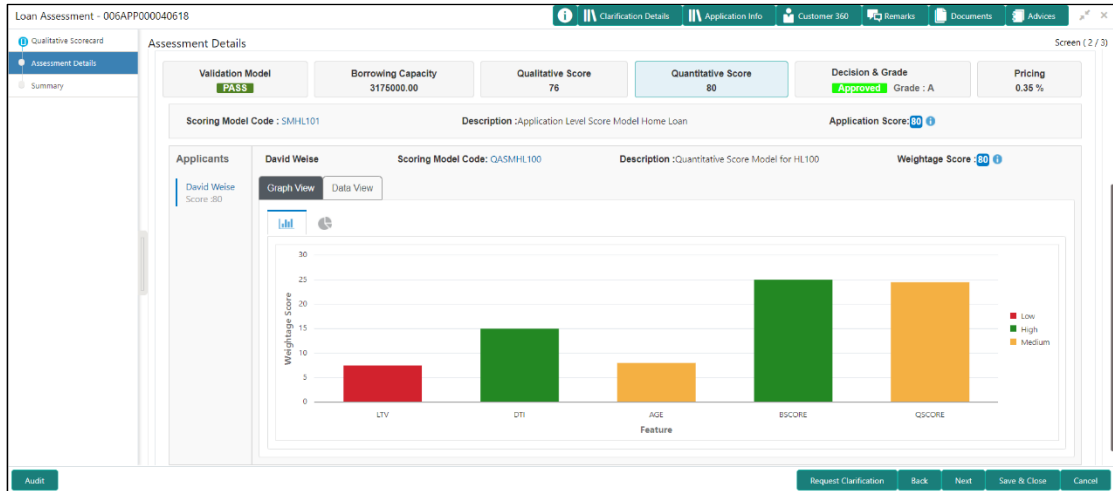 Loan Assessment - 006APP000040618
Clarification Details Application Info Customer 360 Remarks Documents Advices
Qualitative Scorecard
Assessment Details
Summary
Assessment Details
Screen ( 2 / 3)
Validation Model
PASS
Borrowing Capacity
3175000.00
Qualitative Score
76
Quantitative Score
80
Decision & Grade
Approved Grade : A
Pricing
0.35 %
Scoring Model Code : SMHL101 Description :Application Level Score Model Home Loan Application Score: 80
Applicants
David Weise
Score :80
David Weise Scoring Model Code: QASMHL100 Description :Quantitative Score Model for HL100 Weightage Score : 80
Graph View Data View
Weightage Score
30
25
20
15
10
5
0
LTV DTI AGE BSCORE QSCORE
Feature
Low
High
Medium
Audit Request Clarification Back Next Save & Close Cancel